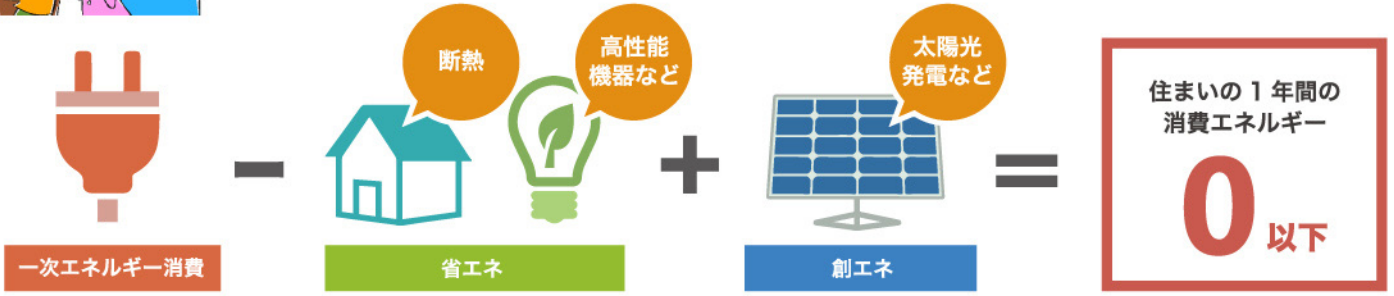 断熱
高性能
機器など
太陽光
発電など
住まいの1年間の
消費エネルギー
0以下
一次エネルギー消費
省エネ
創エネ